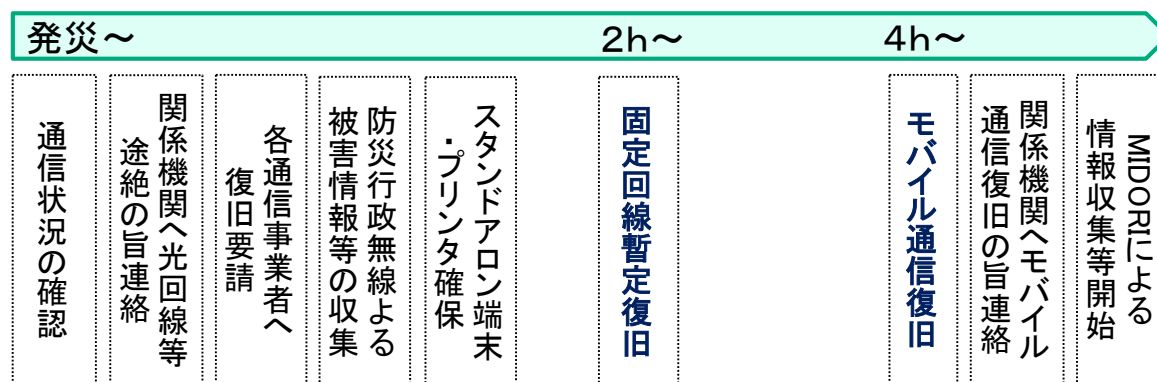 発災～
2h～
4h～
通信状況の確認
関係機関へ光回線等
途絶の旨連絡
各通信事業者へ
復旧要請
防災行政無線よる
被害情報等の収集
スタンドアロン端末
・プリンタ確保
固定回線暫定復旧
モバイル通信復旧
関係機関へモバイル
通信復旧の旨連絡
MIDORIによる
情報収集等開始